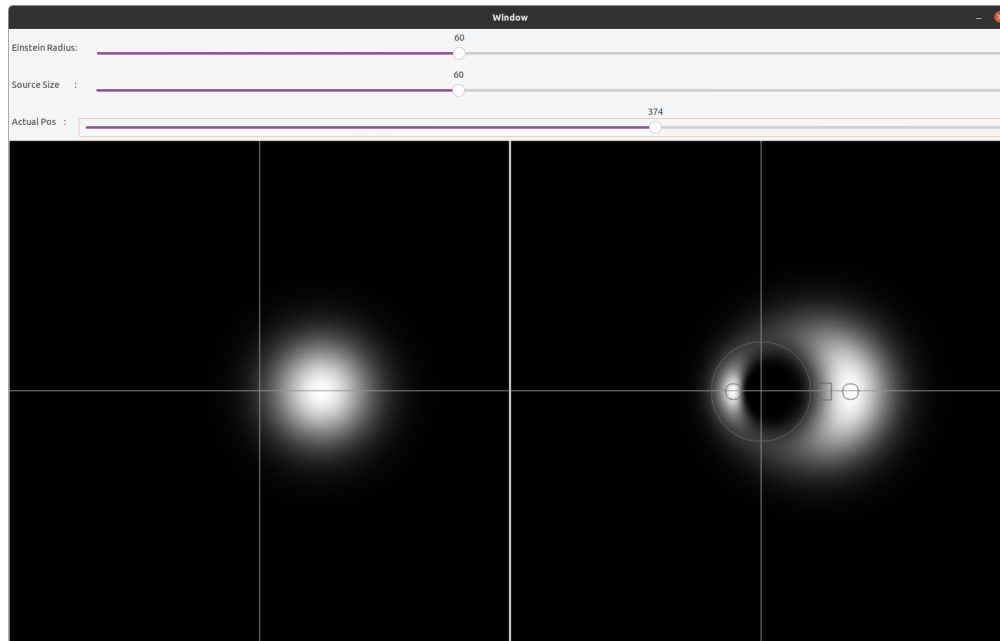 Window
60
Einstein Radius:
60
Source Size :
374
Actual Pos :